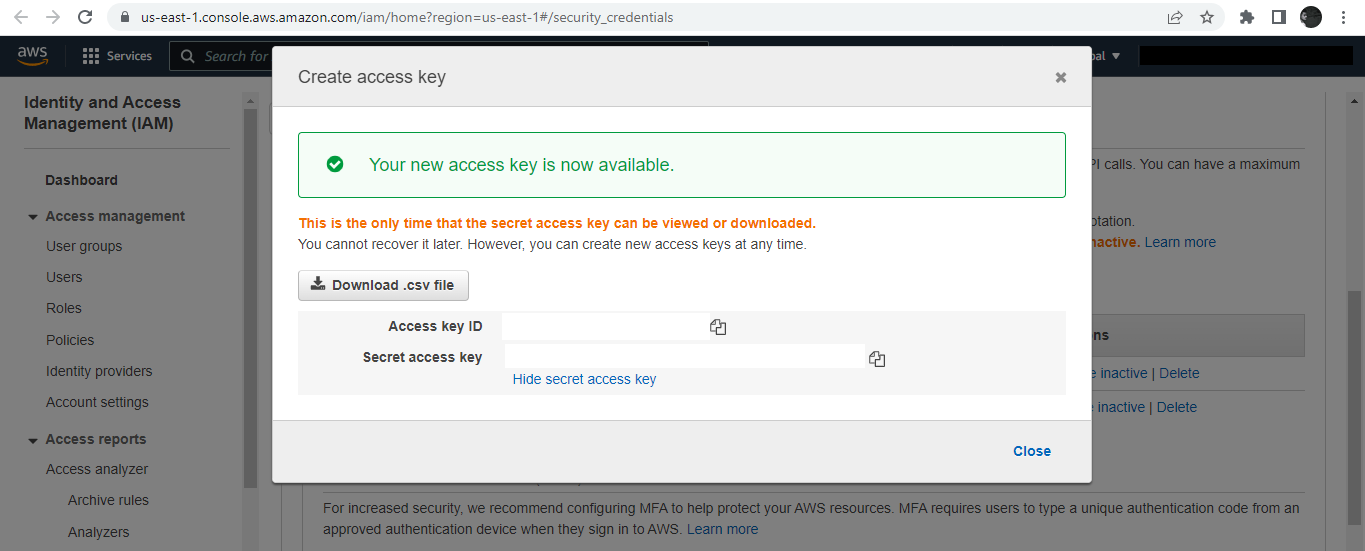 us-east-1.console.aws.amazon.com/iam/home?region=us-east-1#/security_credentials
aws
Services
Search for
Create access key
Identity and Access
Management (IAM)
Dashboard
Access management
User groups
Users
Roles
Policies
Identity providers
Account settings
Access reports
Access analyzer
Archive rules
Analyzers
Your new access key is now available.
This is the only time that the secret access key can be viewed or downloaded.
You cannot recover it later. However, you can create new access keys at any time.
Download .csv file
Access key ID
Secret access key
Hide secret access key
Close
PI calls. You can have a maximum
Learn more
inactive | Delete
inactive | Delete
For increased security, we recommend configuring MFA to help protect your AWS resources. MFA requires users to type a unique authentication code from an
approved authentication device when they sign in to AWS. Learn more